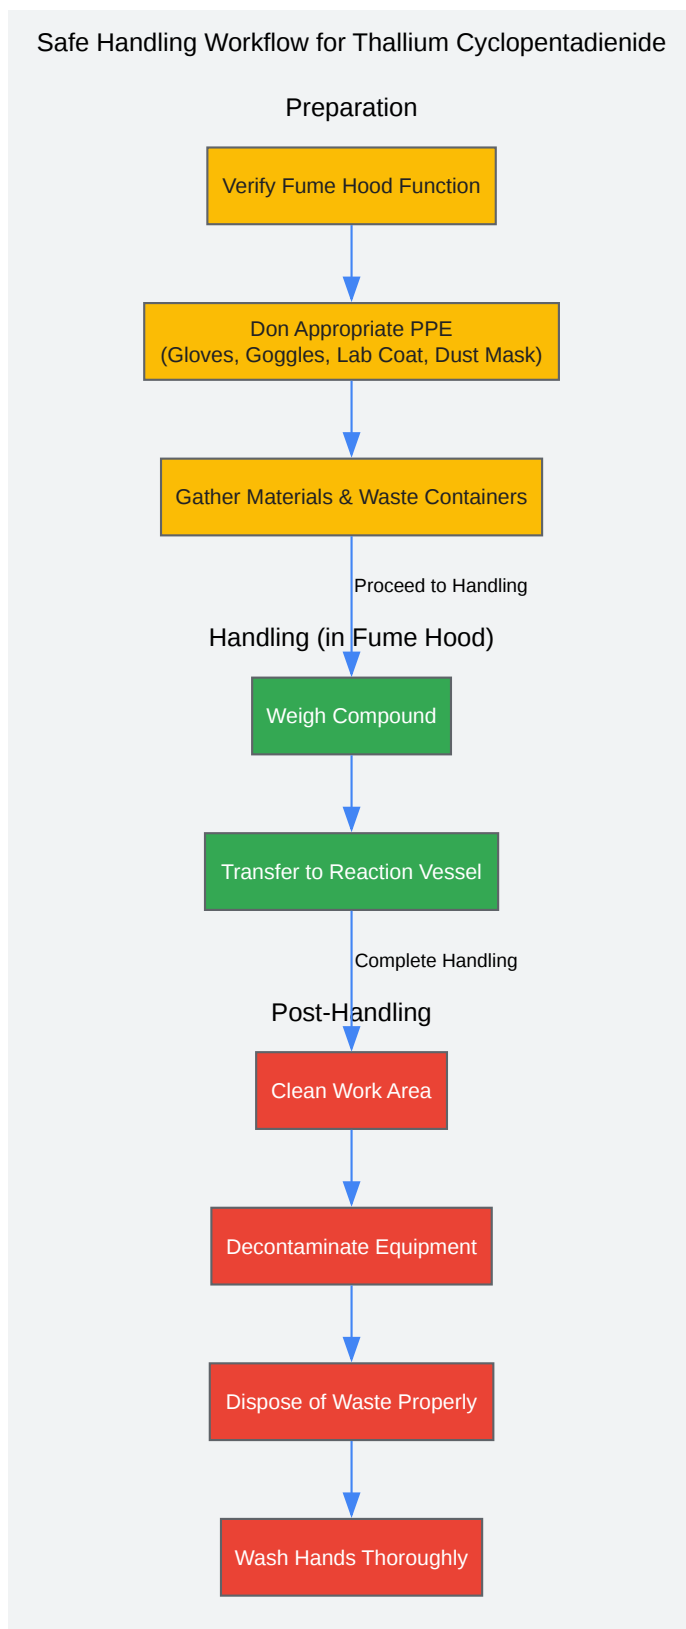 Safe Handling Workflow for Thallium Cyclopentadienide
Preparation
Verify Fume Hood Function
Don Appropriate PPE
(Gloves, Goggles, Lab Coat, Dust Mask)
Gather Materials & Waste Containers
Proceed to Handling
Handling (in Fume Hood)
Weigh Compound
Transfer to Reaction Vessel
Complete Handling
Post-Handling
Clean Work Area
Decontaminate Equipment
Dispose of Waste Properly
Wash Hands Thoroughly